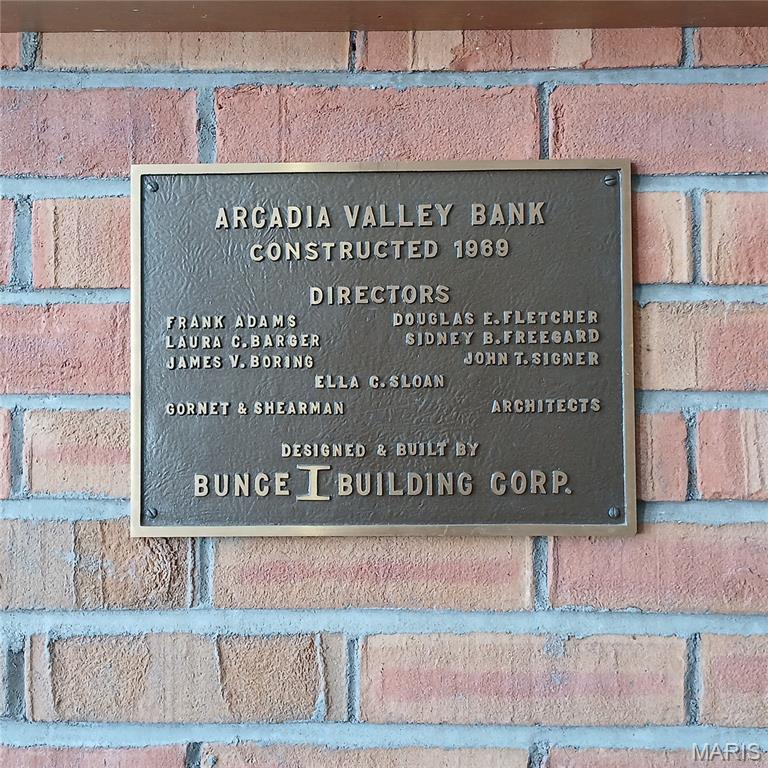 ARCADIA VALLEY BANK
CONSTRUCTED 1969
DIRECTORS
FRANK ADAMS DOUGLAS E. FLETCHER
LAURA C. BARGER SIDNEY B. FREEGARD
JAMES V. BORING JOHN T. SIGNER
ELLA C. SLOAN
GORNET & SHEARMAN ARCHITECTS
DESIGNED & BUILT BY
BUNCE I BUILDING CORP.
MARIS